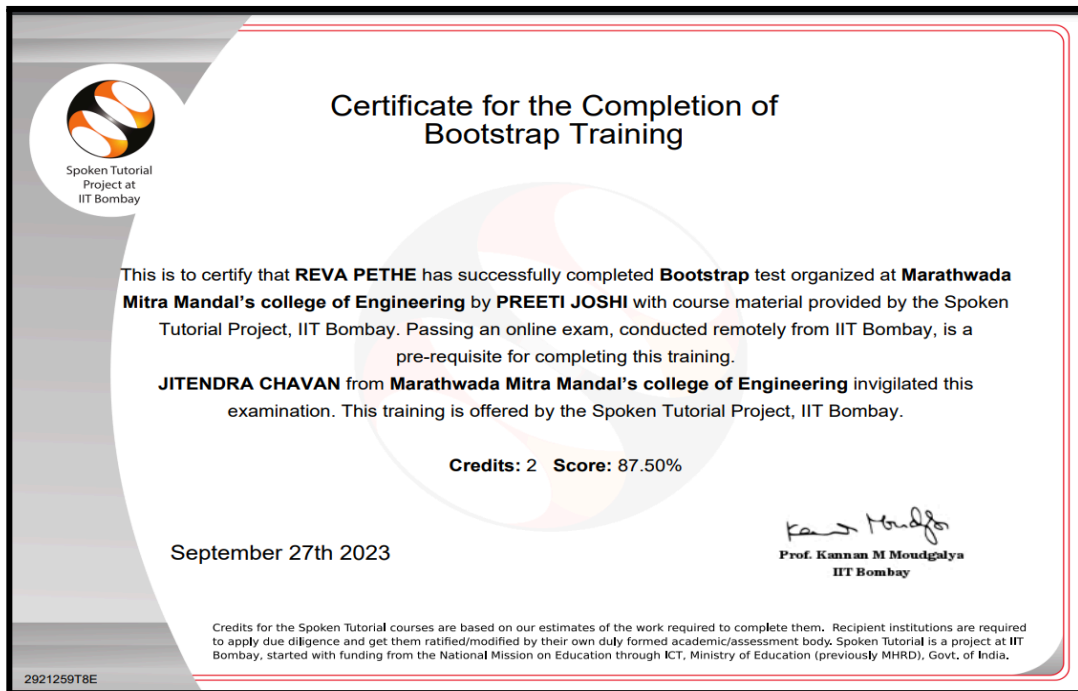 Certificate for the Completion of
Bootstrap Training
Spoken Tutorial
Project at
IIT Bombay
This is to certify that REVA PETHE has successfully completed Bootstrap test organized at Marathwada
Mitra Mandal's college of Engineering by PREETI JOSHI with course material provided by the Spoken
Tutorial Project, IIT Bombay. Passing an online exam, conducted remotely from IIT Bombay, is a
pre-requisite for completing this training.
JITENDRA CHAVAN from Marathwada Mitra Mandal's college of Engineering invigilated this
examination. This training is offered by the Spoken Tutorial Project, IIT Bombay.
Credits: 2 Score: 87.50%
September 27th 2023
Prof. Kannan M Moudgalya
IIT Bombay
Credits for the Spoken Tutorial courses are based on our estimates of the work required to complete them. Recipient institutions are required
to apply due diligence and get them ratified/modified by their own duly formed academic/assessment body. Spoken Tutorial is a project at IIT
Bombay, started with funding from the National Mission on Education through ICT, Ministry of Education (previously MHRD), Govt. of India.
2921259T8E